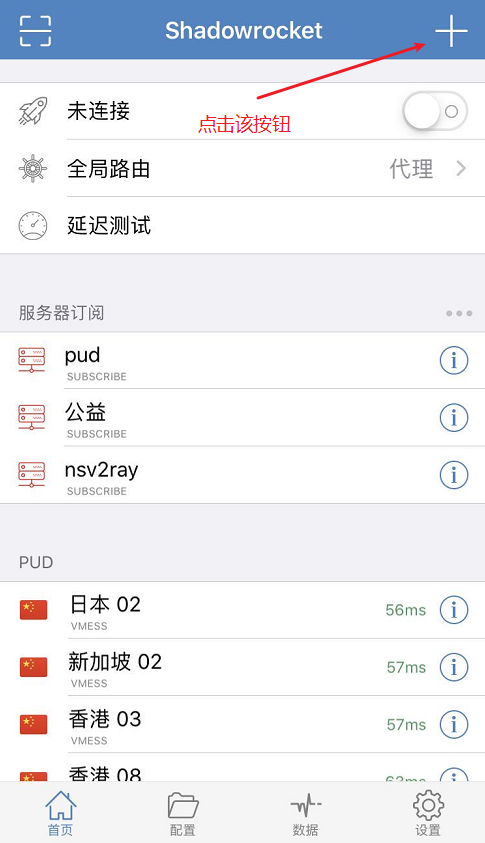 Shadowrocket
未连接
点击该按钮
全局路由 代理
延迟测试
服务器订阅
pud
SUBSCRIBE
公益
SUBSCRIBE
nsv2ray
SUBSCRIBE
PUD
日本 02 56ms
VMESS
新加坡 02 57ms
VMESS
香港 03 57ms
VMESS
香港 08 63ms
首页 配置 数据 设置